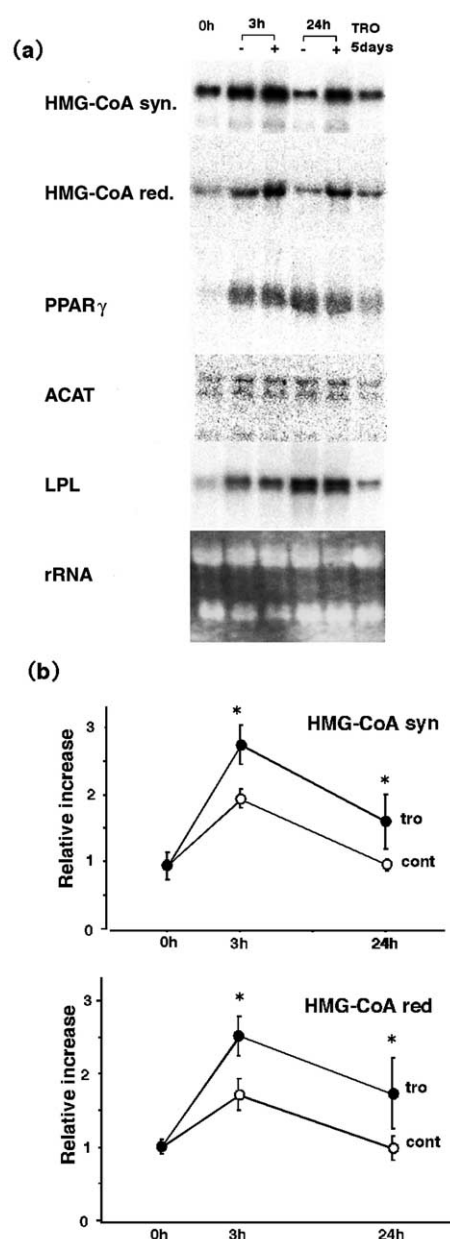 (a)
0h 3h 24h TRO
- + - + 5days
HMG-CoA syn.
HMG-CoA red.
PPARγ
ACAT
LPL
rRNA
(b)
HMG-CoA syn
Relative increase
3
2
1
0
*
*
tro
cont
0h 3h 24h
HMG-CoA red
Relative increase
3
2
1
0
*
*
tro
cont
0h 3h 24h